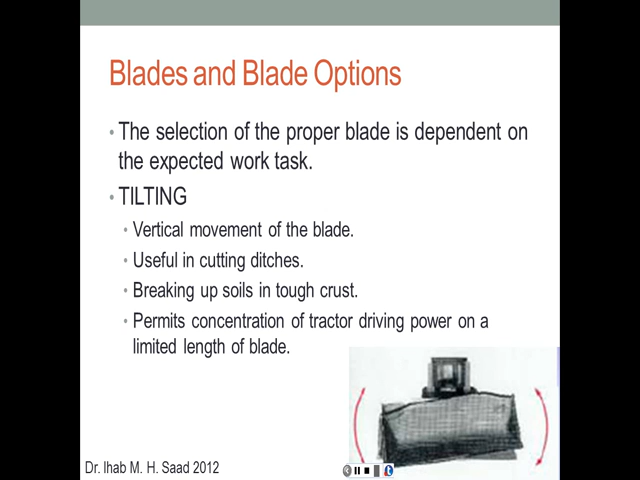 Blades and Blade Options
• The selection of the proper blade is dependent on
the expected work task.
• TILTING
• Vertical movement of the blade.
• Useful in cutting ditches.
• Breaking up soils in tough crust.
• Permits concentration of tractor driving power on a
limited length of blade.
Dr. Ihab M. H. Saad 2012